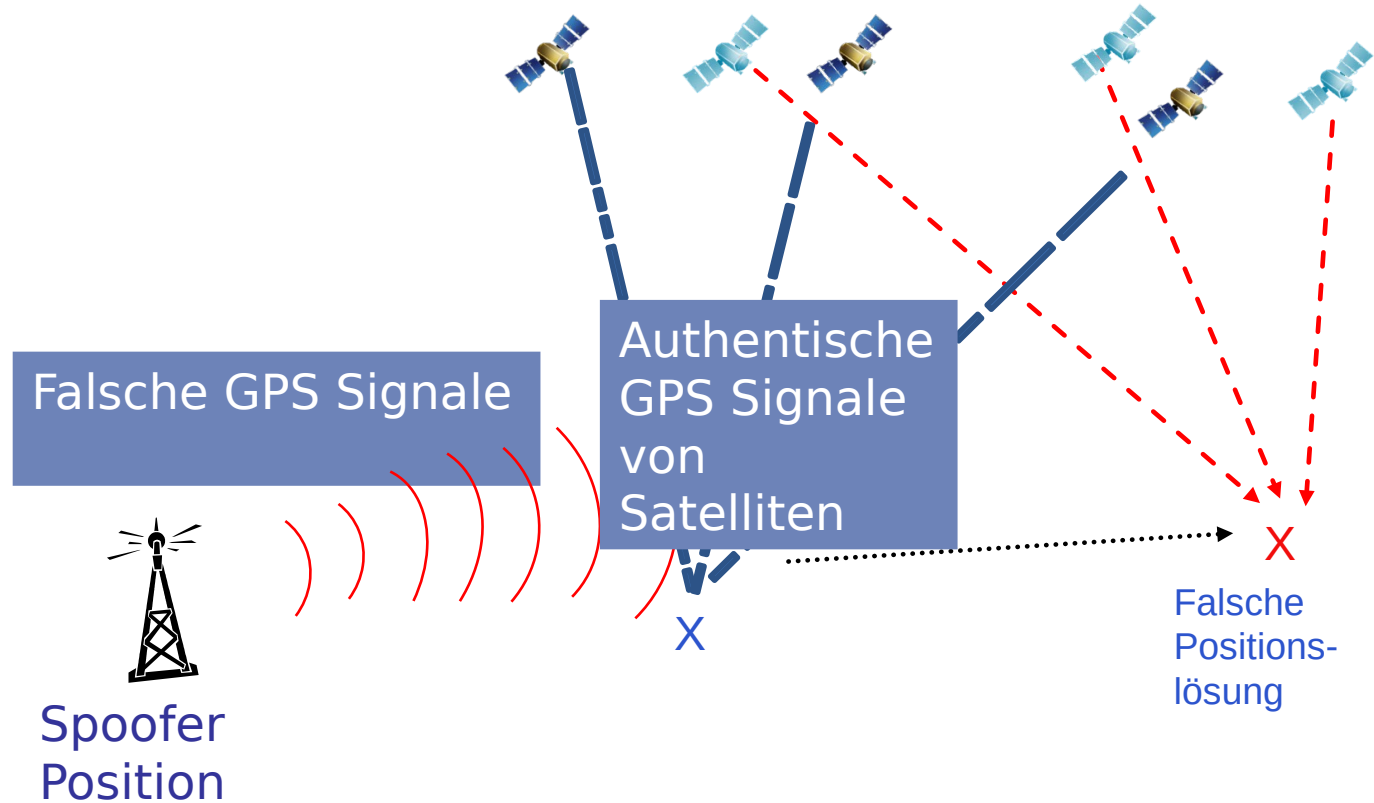 Falsche GPS Signale
Authentische
GPS Signale
von
Satelliten
X
X
Falsche
Positions-
lösung
Spoofer
Position